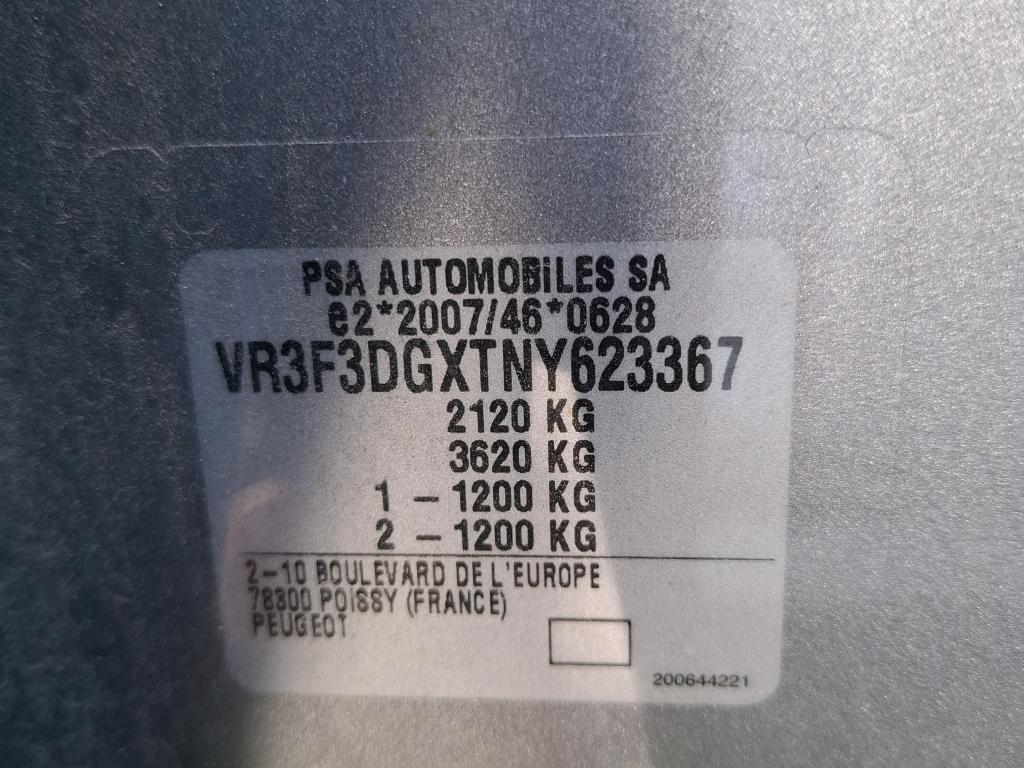 PSA AUTOMOBILES SA
e2*2007/46*0628
VR3F3DGXTNY623367
2120 KG
3620 KG
1 - 1200 KG
2 - 1200 KG
2-10 BOULEVARD DE L'EUROPE
78300 POISSY (FRANCE)
PEUGEOT
200644221